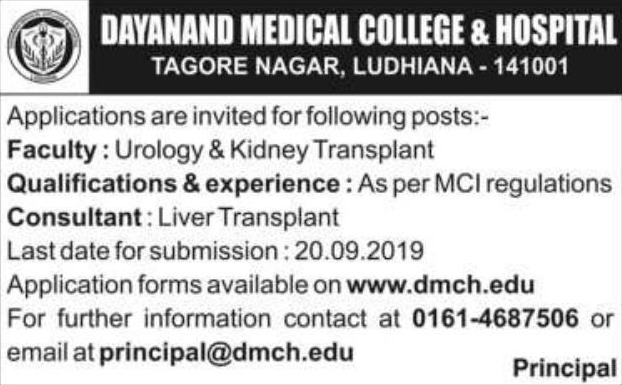 DAYANAND MEDICAL COLLEGE & HOSPITAL
TAGORE NAGAR, LUDHIANA - 141001
Applications are invited for following posts:-
Faculty : Urology & Kidney Transplant
Qualifications & experience : As per MCI regulations
Consultant : Liver Transplant
Last date for submission : 20.09.2019
Application forms available on www.dmch.edu
For further information contact at 0161-4687506 or
email at principal@dmch.edu
Principal